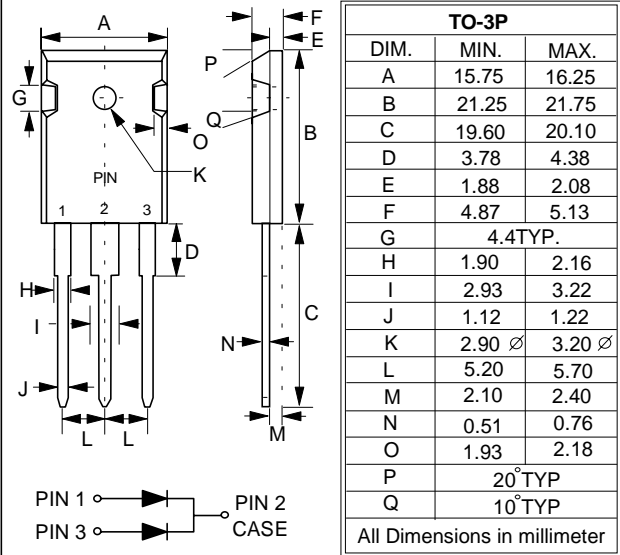 A
F
E
P
G
Q
O
B
K
PIN
1 2 3
D
H
I
N
C
J
L L
M
PIN 1
PIN 3
PIN 2
CASE
TO-3P
DIM. MIN. MAX.
A 15.75 16.25
B 21.25 21.75
C 19.60 20.10
D 3.78 4.38
E 1.88 2.08
F 4.87 5.13
G 4.4TYP.
H 1.90 2.16
I 2.93 3.22
J 1.12 1.22
K 2.90 ∅ 3.20 ∅
L 5.20 5.70
M 2.10 2.40
N 0.51 0.76
O 1.93 2.18
P 20°TYP
Q 10°TYP
All Dimensions in millimeter